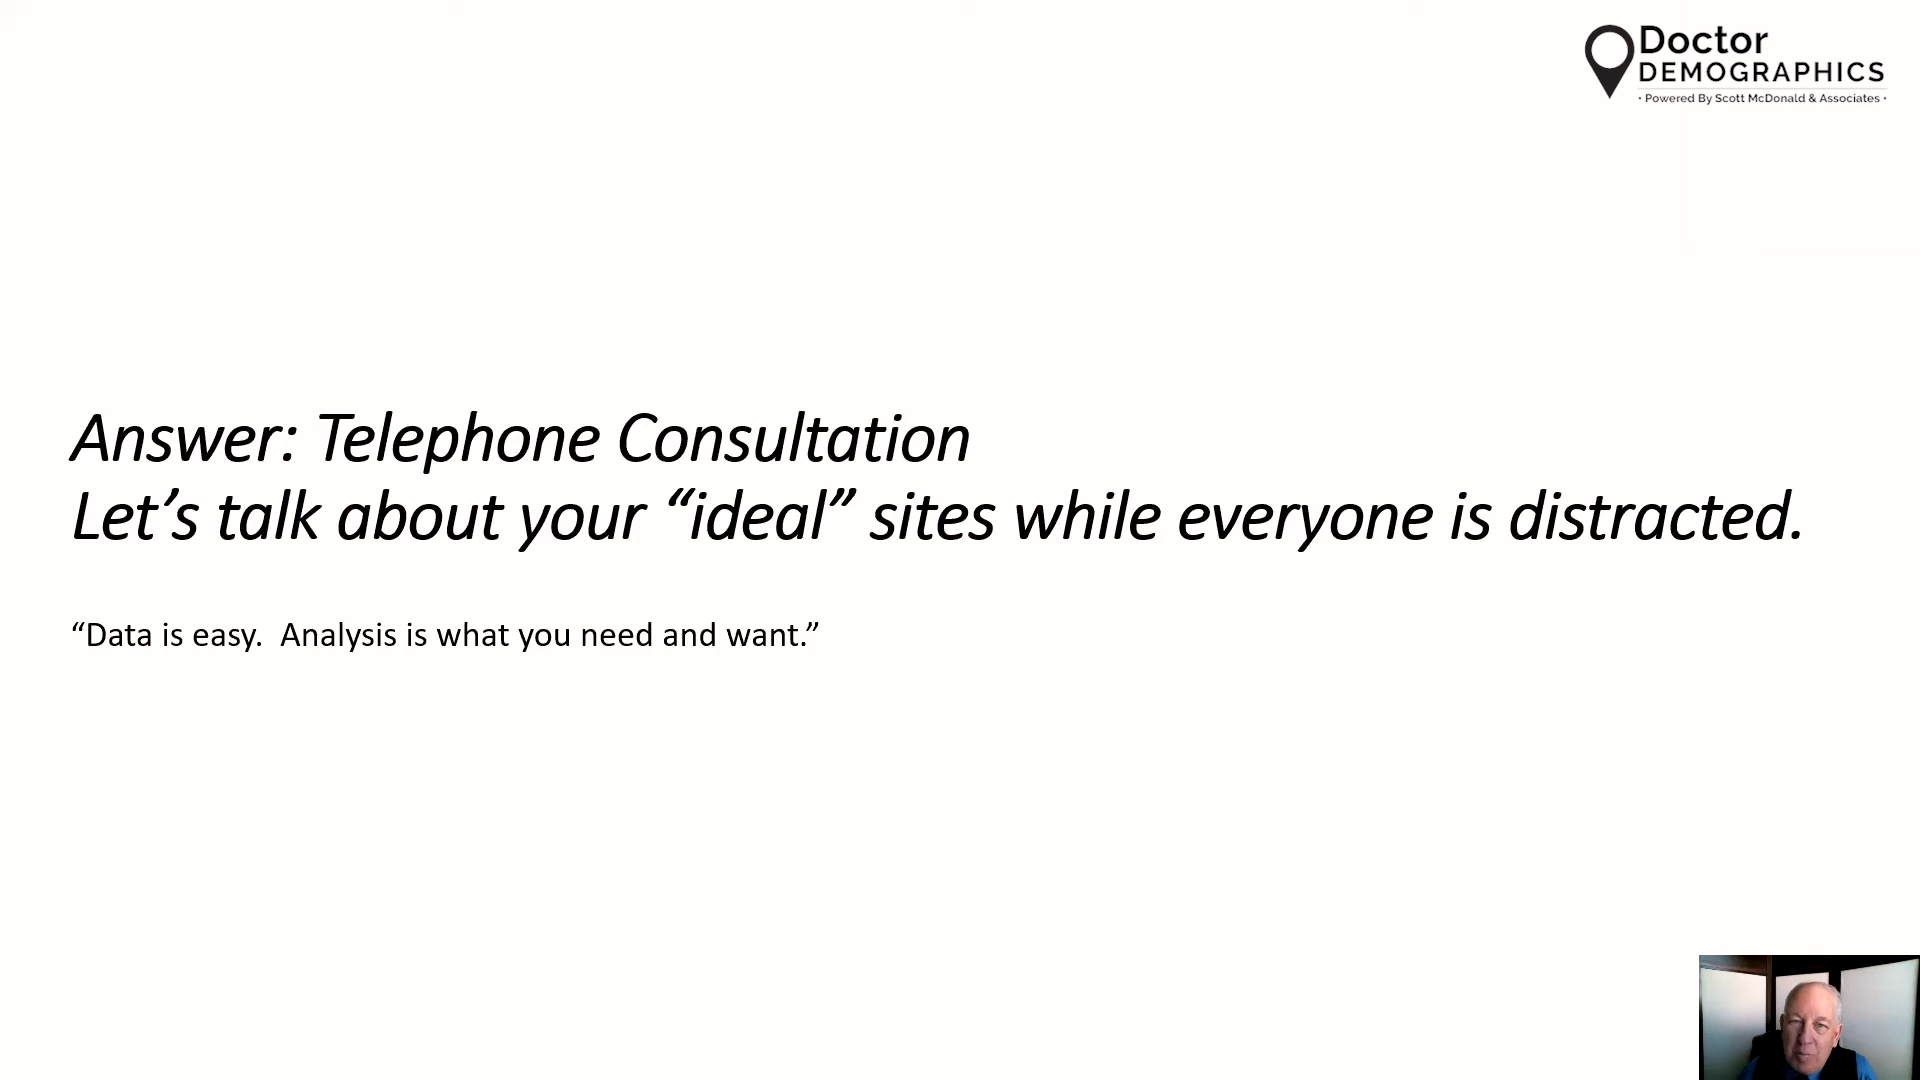 Doctor
DEMOGRAPHICS
· Powered By Scott McDonald & Associates ·
Answer: Telephone Consultation
Let’s talk about your “ideal” sites while everyone is distracted.
“Data is easy.  Analysis is what you need and want.”